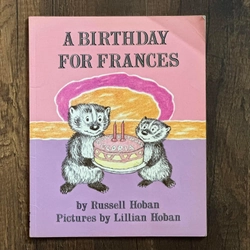 A BIRTHDAY
FOR FRANCES
by Russell Hoban
Pictures by Lillian Hoban